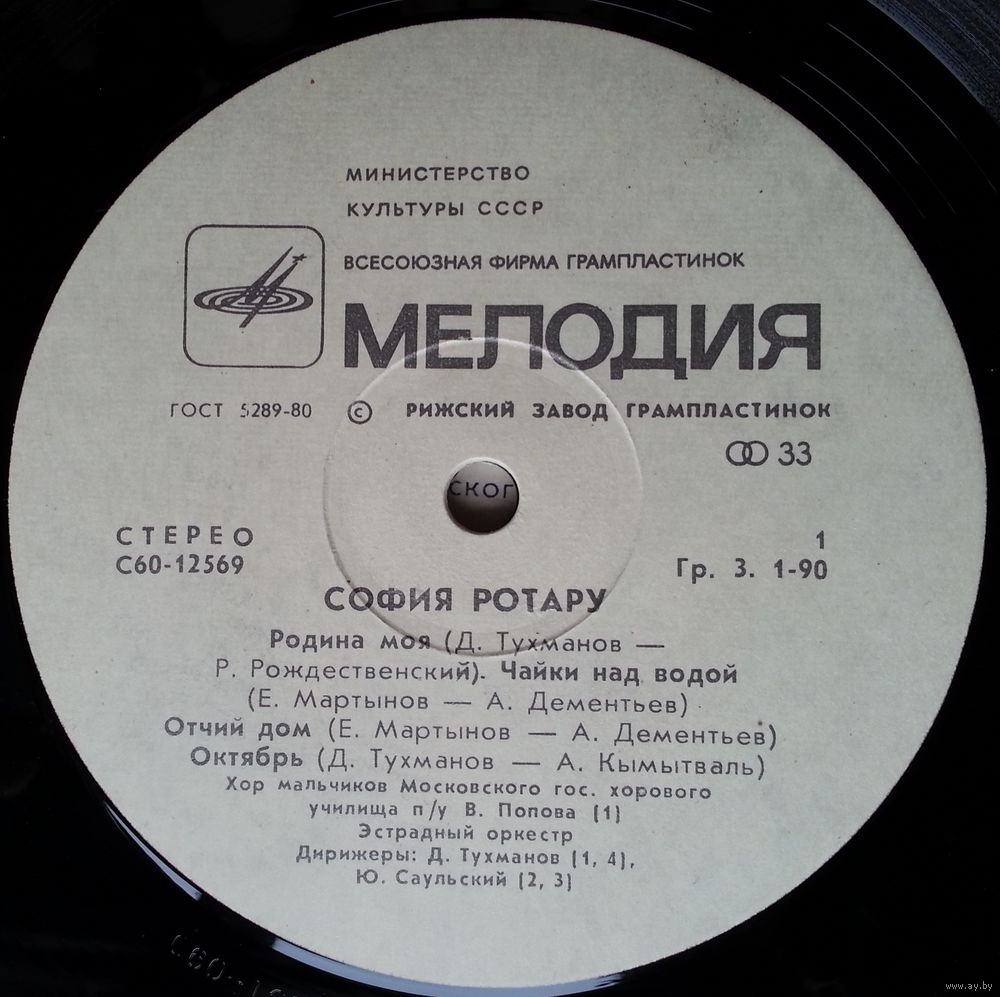 МИНИСТЕРСТВО
КУЛЬТУРЫ СССР
ВСЕСОЮЗНАЯ ФИРМА ГРАМПЛАСТИНОК
МЕЛОДИЯ
ГОСТ 5289-80 © РИЖСКИЙ ЗАВОД ГРАМПЛАСТИНОК
33
СКОГ
СТЕРЕО
1
С60-12569
Гр. 3. 1-90
СОФИЯ РОТАРУ
Родина моя (Д. Тухманов —
Р. Рождественский). Чайки над водой
(Е. Мартынов — А. Дементьев)
Отчий дом (Е. Мартынов — А. Дементьев)
Октябрь (Д. Тухманов — А. Кымытваль)
Хор мальчиков Московского гос. хорового
училища п/у В. Попова (1)
Эстрадный оркестр
Дирижеры: Д. Тухманов (1, 4),
Ю. Саульский (2, 3)
www.ay.by